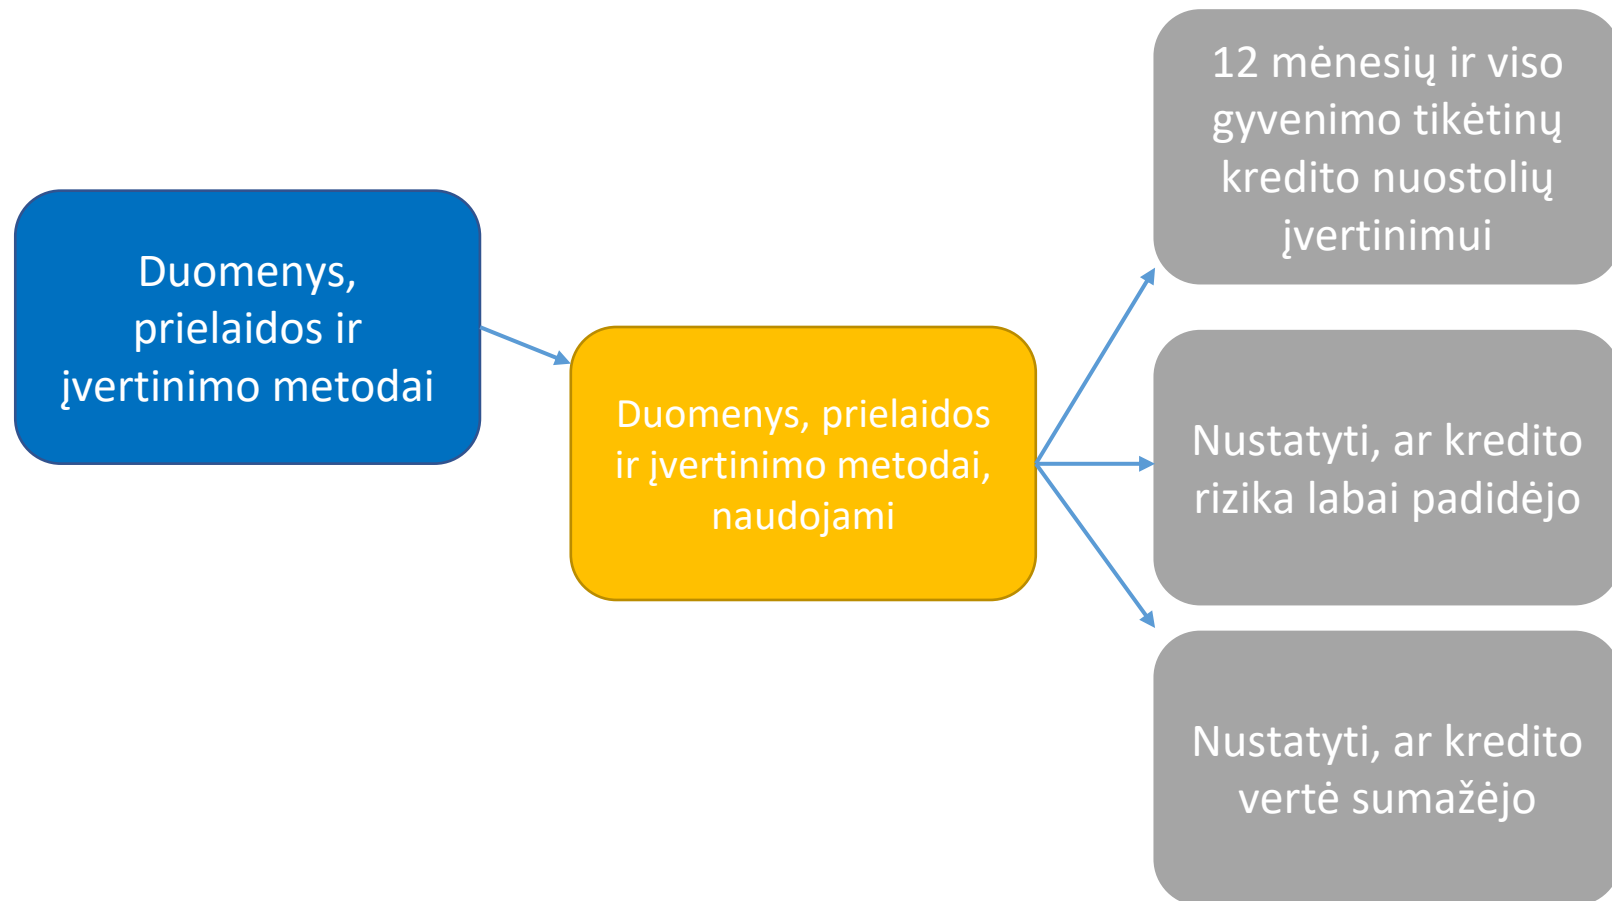 Duomenys,
prielaidos ir
įvertinimo metodai
Duomenys, prielaidos
ir įvertinimo metodai,
naudojami
12 mėnesių ir viso
gyvenimo tikėtinų
kredito nuostolių
įvertinimui
Nustatyti, ar kredito
rizika labai padidėjo
Nustatyti, ar kredito
vertė sumažėjo